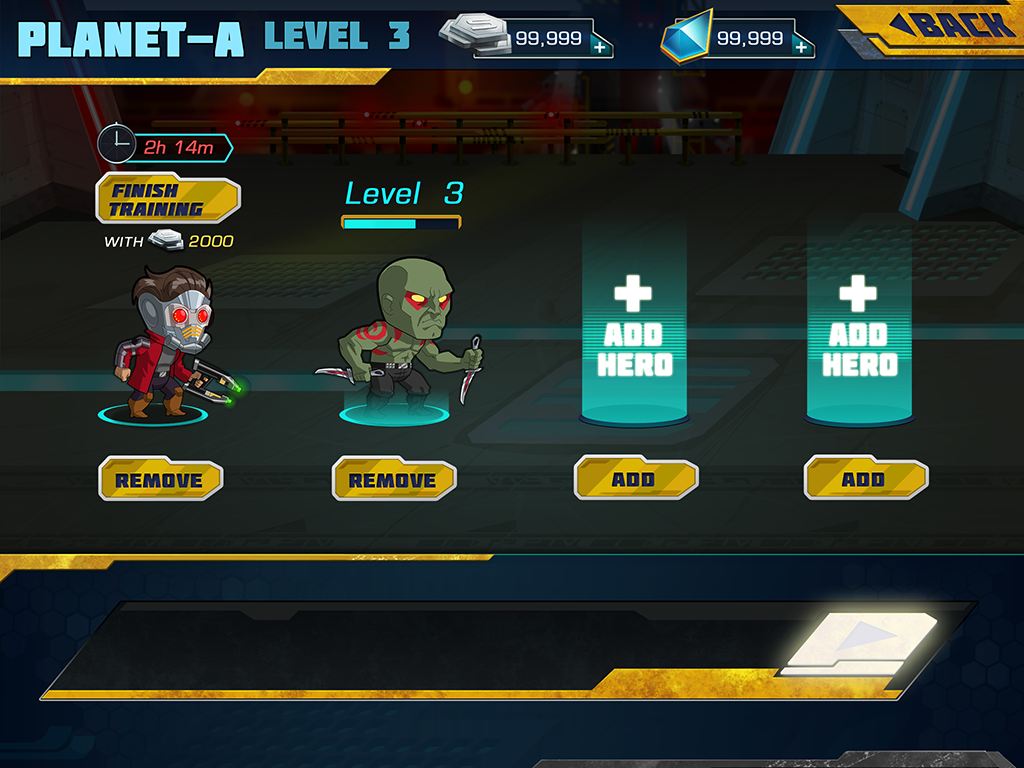 PLANET-A LEVEL 3 99,999 + 99,999 + BACK
2h 14m
FINISH
TRAINING
WITH 2000
Level 3
+
ADD
HERO
+
ADD
HERO
REMOVE REMOVE ADD ADD